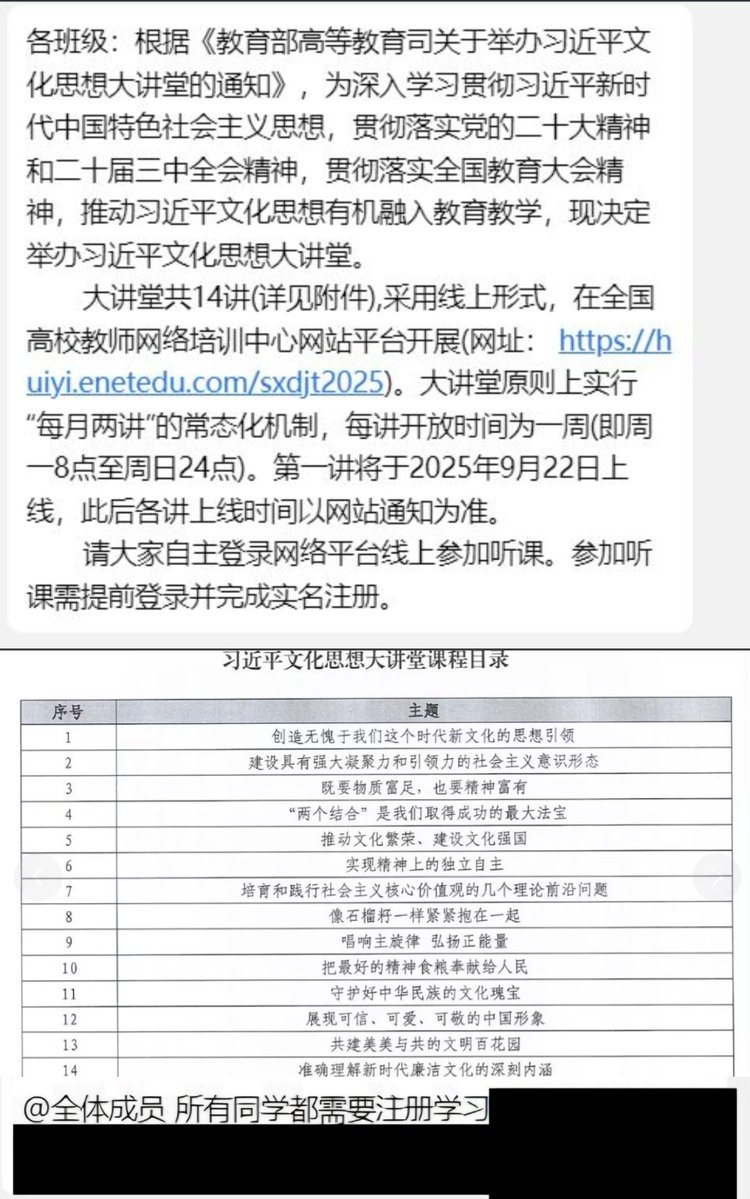 各班级：根据《教育部高等教育司关于举办习近平文
化思想大讲堂的通知》，为深入学习贯彻习近平新时
代中国特色社会主义思想，贯彻落实党的二十大精神
和二十届三中全会精神，贯彻落实全国教育大会精
神，推动习近平文化思想有机融入教育教学，现决定
举办习近平文化思想大讲堂。
大讲堂共14讲(详见附件),采用线上形式，在全国
高校教师网络培训中心网站平台开展(网址： https://h
uiyi.enetedu.com/sxdjt2025)。大讲堂原则上实行
“每月两讲”的常态化机制，每讲开放时间为一周(即周
一8点至周日24点)。第一讲将于2025年9月22日上
线，此后各讲上线时间以网站通知为准。
请大家自主登录网络平台线上参加听课。参加听
课需提前登录并完成实名注册。
习近平文化思想大讲堂课程目录
序号 主题
1 创造无愧于我们这个时代新文化的思想引领
2 建设具有强大凝聚力和引领力的社会主义意识形态
3 既要物质富足，也要精神富有
4 “两个结合”是我们取得成功的最大法宝
5 推动文化繁荣、建设文化强国
6 实现精神上的独立自主
7 培育和践行社会主义核心价值观的几个理论前沿问题
8 像石榴籽一样紧紧抱在一起
9 唱响主旋律 弘扬正能量
10 把最好的精神食粮奉献给人民
11 守护好中华民族的文化瑰宝
12 展现可信、可爱、可敬的中国形象
13 共建美美与共的文明百花园
14 准确理解新时代廉洁文化的深刻内涵
@全体成员 所有同学都需要注册学习